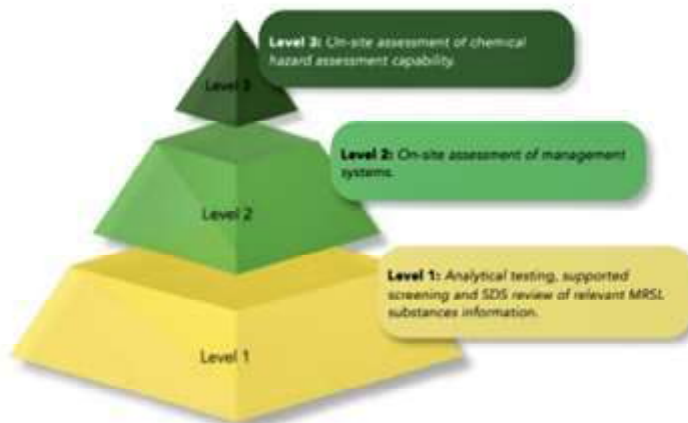 Level 3: On-site assessment of chemical
hazard assessment capability.
Level 3
Level 2: On-site assessment of management
systems.
Level 2
Level 1: Analytical testing, supported
screening and SDS review of relevant MRSL
substances information.
Level 1